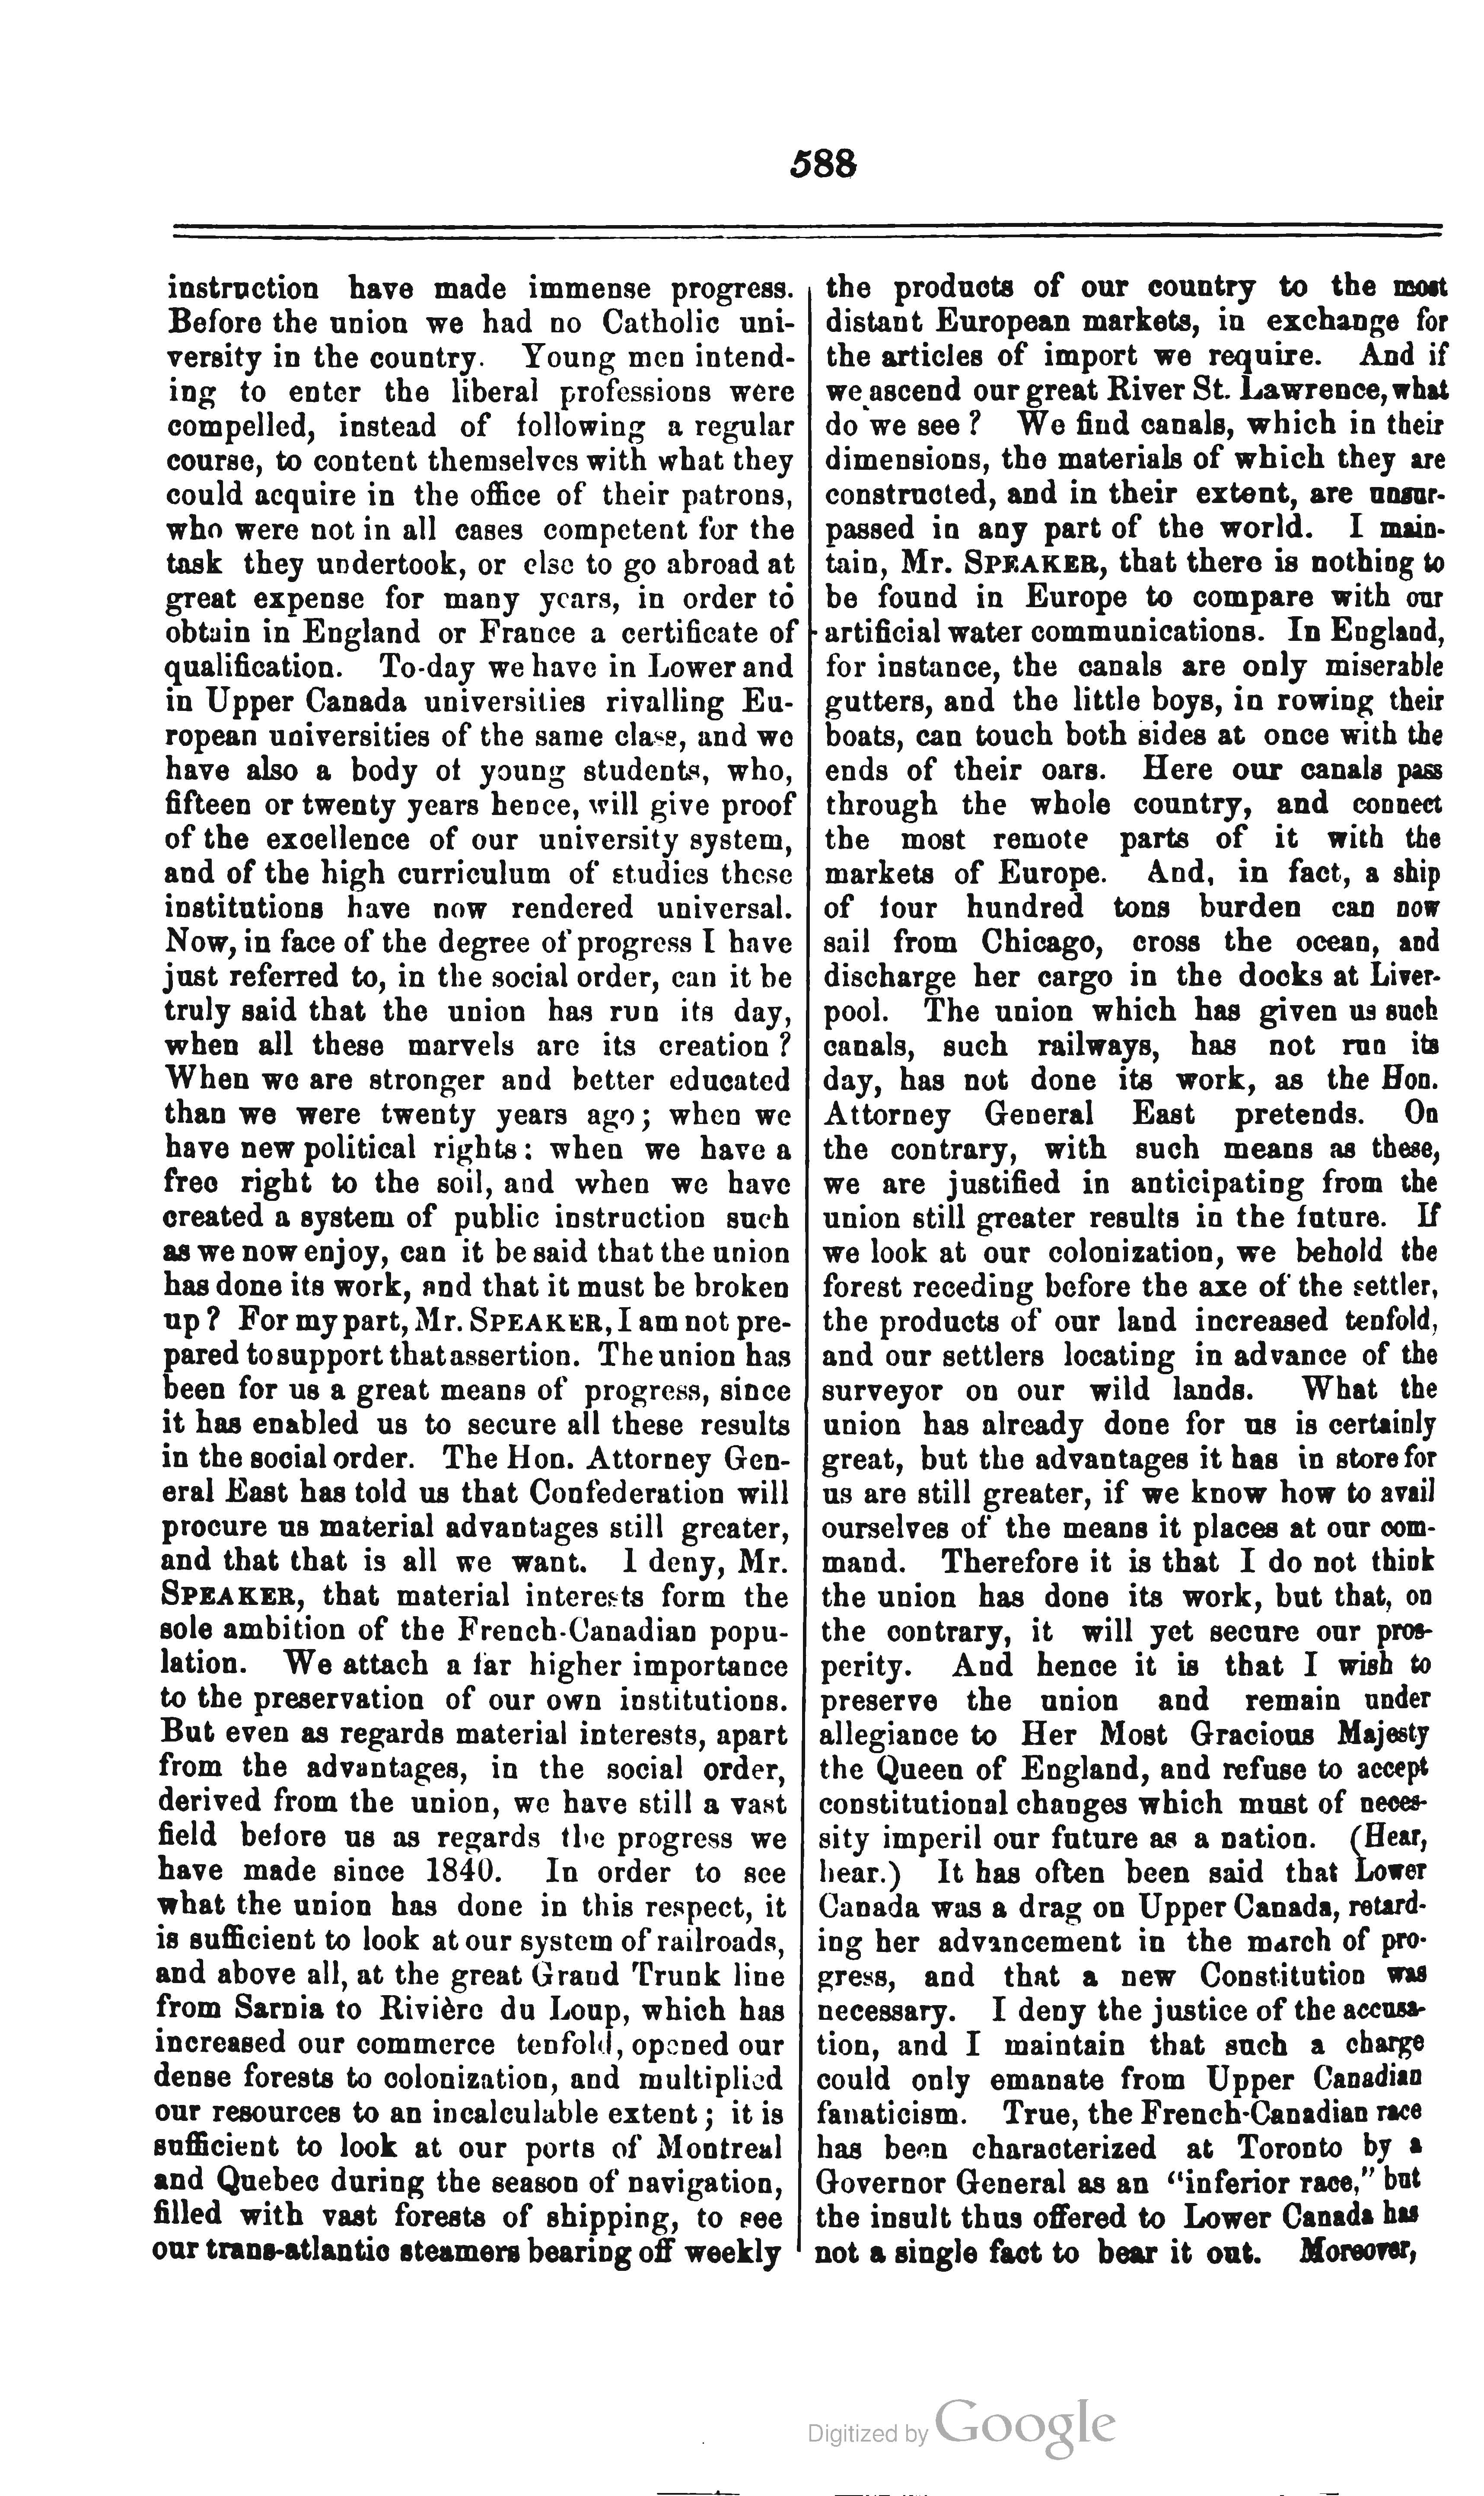 588
instruction have made immense progress.
Before the union we had no Catholic uni-
versity in the country. Young men intend-
ing to enter the liberal professions were
compelled, instead of following a regular
course, to content themselves with what they
could acquire in the office of their patrons,
who were not in all cases competent for the
task they undertook, or else to go abroad at
great expense for many years, in order to
obtain in England or France a certificate of
qualification. To-day we have in Lower and
in Upper Canada universities rivalling Eu-
ropean universities of the same class, and we
have also a body of young students, who,
fifteen or twenty years hence, will give proof
of the excellence of our university system,
and of the high curriculum of studies these
institutions have now rendered universal.
Now, in face of the degree of progress I have
just referred to, in the social order, can it be
truly said that the union has run its day,
when all these marvels are its creation ?
When we are stronger and better educated
than we were twenty years ago; when we
have new political rights: when we have a
free right to the soil, and when we have
created a system of public instruction such
as we now enjoy, can it be said that the union
has done its work, and that it must be broken
up ? For my part, Mr. SPEAKER, I am not pre-
pared to support that assertion. The union has
been for us a great means of progress, since
it has enabled us to secure all these results
in the social order. The Hon. Attorney Gen-
eral East has told us that Confederation will
procure us material advantages still greater,
and that that is all we want. I deny, Mr.
SPEAKER, that material interests form the
sole ambition of the French-Canadian popu-
lation. We attach a far higher importance
to the preservation of our own institutions.
But even as regards material interests, apart
from the advantages, in the social order,
derived from the union, we have still a vast
field before us as regards the progress we
have made since 1840. In order to see
what the union has done in this respect, it
is sufficient to look at our system of railroads,
and above all, at the great Grand Trunk line
from Sarnia to Rivière du Loup, which has
increased our commerce tenfold, opened our
dense forests to colonization, and multiplied
our resources to an incalculable extent; it is
sufficient to look at our ports of Montreal
and Quebec during the season of navigation,
filled with vast forests of shipping, to see
our trans-atlantic steamers bearing off weekly
the products of our country to the most
distant European markets, in exchange for
the articles of import we require. And if
we ascend our great River St. Lawrence, what
do we see ? We find canals, which in their
dimensions, the materials of which they are
constructed, and in their extent, are unsur-
passed in any part of the world. I main-
tain, Mr. SPEAKER, that there is nothing to
be found in Europe to compare with our
artificial water communications. In England,
for instance, the canals are only miserable
gutters, and the little boys, in rowing their
boats, can touch both sides at once with the
ends of their oars. Here our canals pass
through the whole country, and connect
the most remote parts of it with the
markets of Europe. And, in fact, a ship
of four hundred tons burden can now
sail from Chicago, cross the ocean, and
discharge her cargo in the docks at Liver-
pool. The union which has given us such
canals, such railways, has not run its
day, has not done its work, as the Hon.
Attorney General East pretends. On
the contrary, with such means as these,
we are justified in anticipating from the
union still greater results in the future. If
we look at our colonization, we behold the
forest receding before the axe of the settler,
the products of our land increased tenfold,
and our settlers locating in advance of the
surveyor on our wild lands. What the
union has already done for us is certainly
great, but the advantages it has in store for
us are still greater, if we know how to avail
ourselves of the means it places at our com-
mand. Therefore it is that I do not think
the union has done its work, but that, on
the contrary, it will yet secure our pros-
perity. And hence it is that I wish to
preserve the union and remain under
allegiance to Her Most Gracious Majesty
the Queen of England, and refuse to accept
constitutional changes which must of neces-
sity imperil our future as a nation. (Hear,
hear.) It has often been said that Lower
Canada was a drag on Upper Canada, retard-
ing her advancement in the march of pro-
gress, and that a new Constitution was
necessary. I deny the justice of the accusa-
tion, and I maintain that such a charge
could only emanate from Upper Canadian
fanaticism. True, the French-Canadian race
has been characterized at Toronto by a
Governor General as an "inferior race," but
the insult thus offered to Lower Canada has
not a single fact to bear it out. Moreover,
Digitized by Google